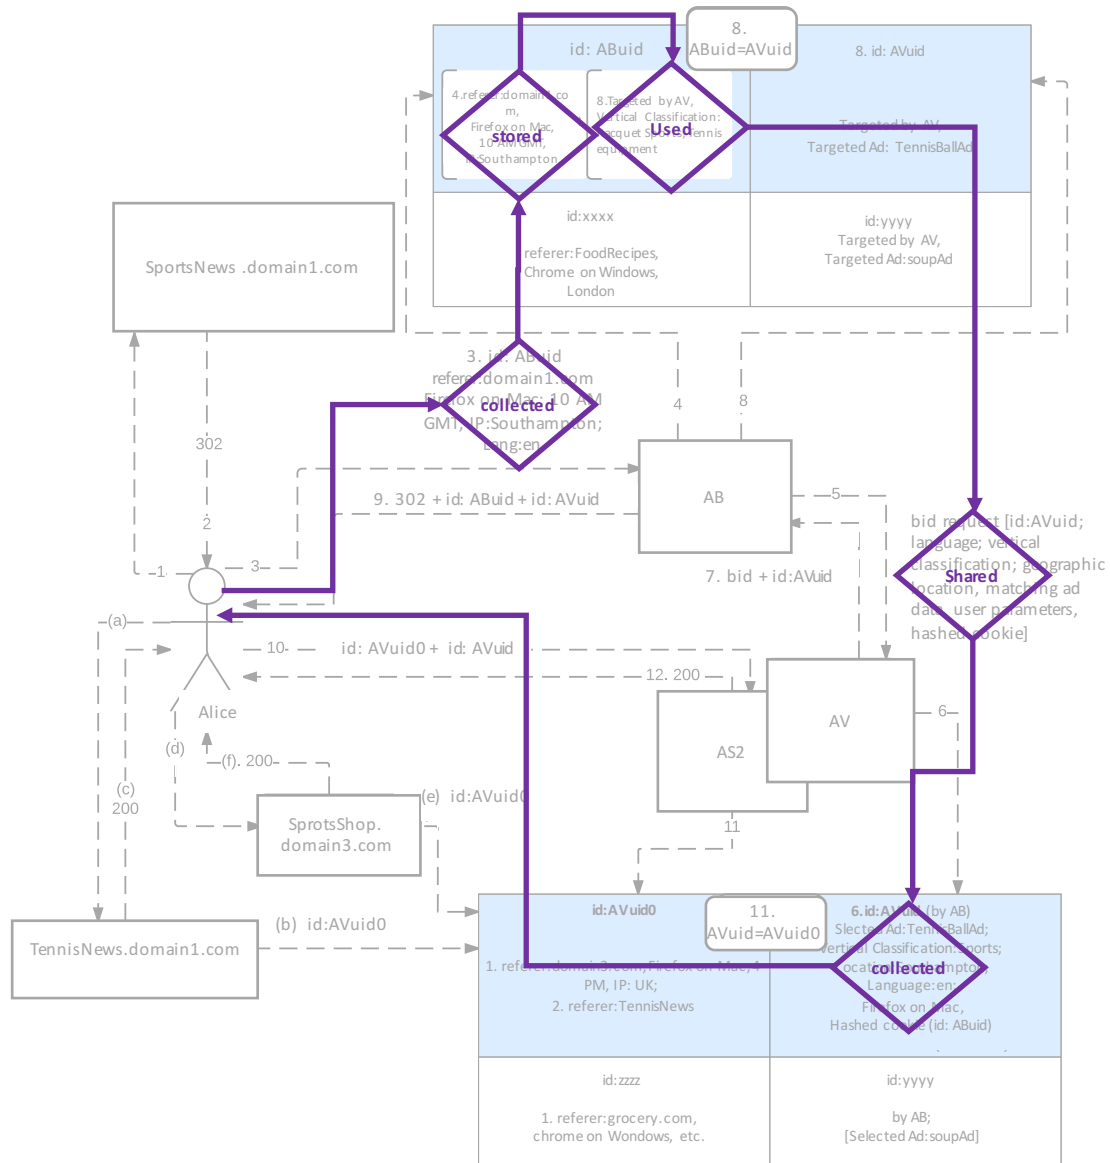 8.
ABuid=AVuid
id: ABuid
8. id: AVuid
4.referer:domain1.co
m,
Firefox on Mac,
10 AM GMT,
IP:Southampton
stored
8.Targeted by AV,
Vertical Classification:
Racquet Sports, Tennis
equipment
Used
Targeted by AV,
Targeted Ad: TennisBallAd
id:xxxx
referer:FoodRecipes,
Chrome on Windows,
London
id:yyyy
Targeted by AV,
Targeted Ad:soupAd
SportsNews .domain1.com
3. id: ABuid
referer:domain1.com
Firefox on Mac; 10 AM
GMT; IP:Southampton;
Lang:en
collected
4
8
302
2
1
3
9. 302 + id: ABuid + id: AVuid
AB
5
7. bid + id:AVuid
bid request [id:AVuid;
language; vertical
classification; geographic
location, matching ad
data, user parameters,
hashed cookie]
Shared
(a)
10
id: AVuid0 + id: AVuid
12. 200
Alice
(d)
(f). 200
(c)
200
AS2
AV
6
11
(e) id:AVuid0
SprotsShop.
domain3.com
TennisNews.domain1.com
(b) id:AVuid0
id:AVuid0
11.
AVuid=AVuid0
6.id:AVuid (by AB)
Slected Ad:TennisBallAd;
Vertical Classification:Sports;
Location:Southampton;
Language:en;
Firefox on Mac,
Hashed cookie (id: ABuid)
collected
1. referer:domain3.com, Firefox on Mac,
PM, IP: UK;
2. referer:TennisNews
id:zzzz
1. referer:grocery.com,
chrome on Wondows, etc.
id:yyyy
by AB;
[Selected Ad:soupAd]